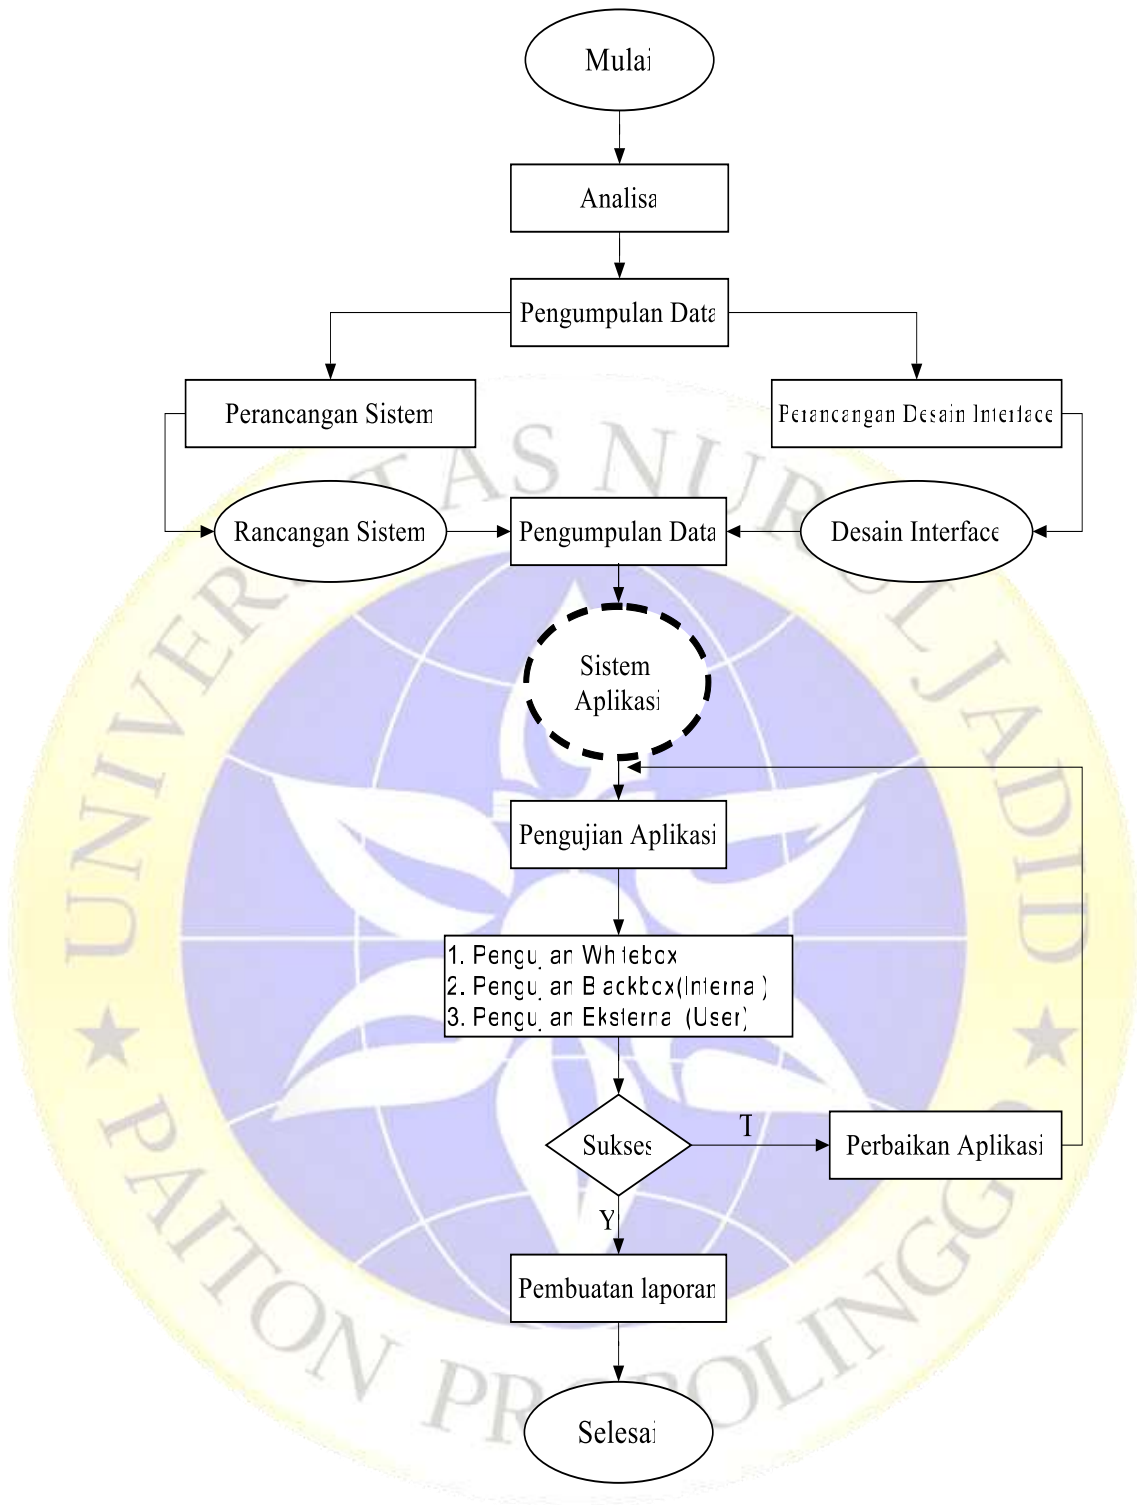 Mulai
Analisa
Pengumpulan Data
Perancangan Sistem
Perancangan Desain Interface
Rancangan Sistem
Pengumpulan Data
Desain Interface
Sistem
Aplikasi
Pengujian Aplikasi
1. Pengujian Whitebox
2. Pengujian Blackbox(Internal)
3. Pengujian Eksternal (User)
Sukses
T
Perbaikan Aplikasi
Y
Pembuatan laporan
Selesai
UNIVERSITAS NURUL JADID
PAITON PROBOLINGGO